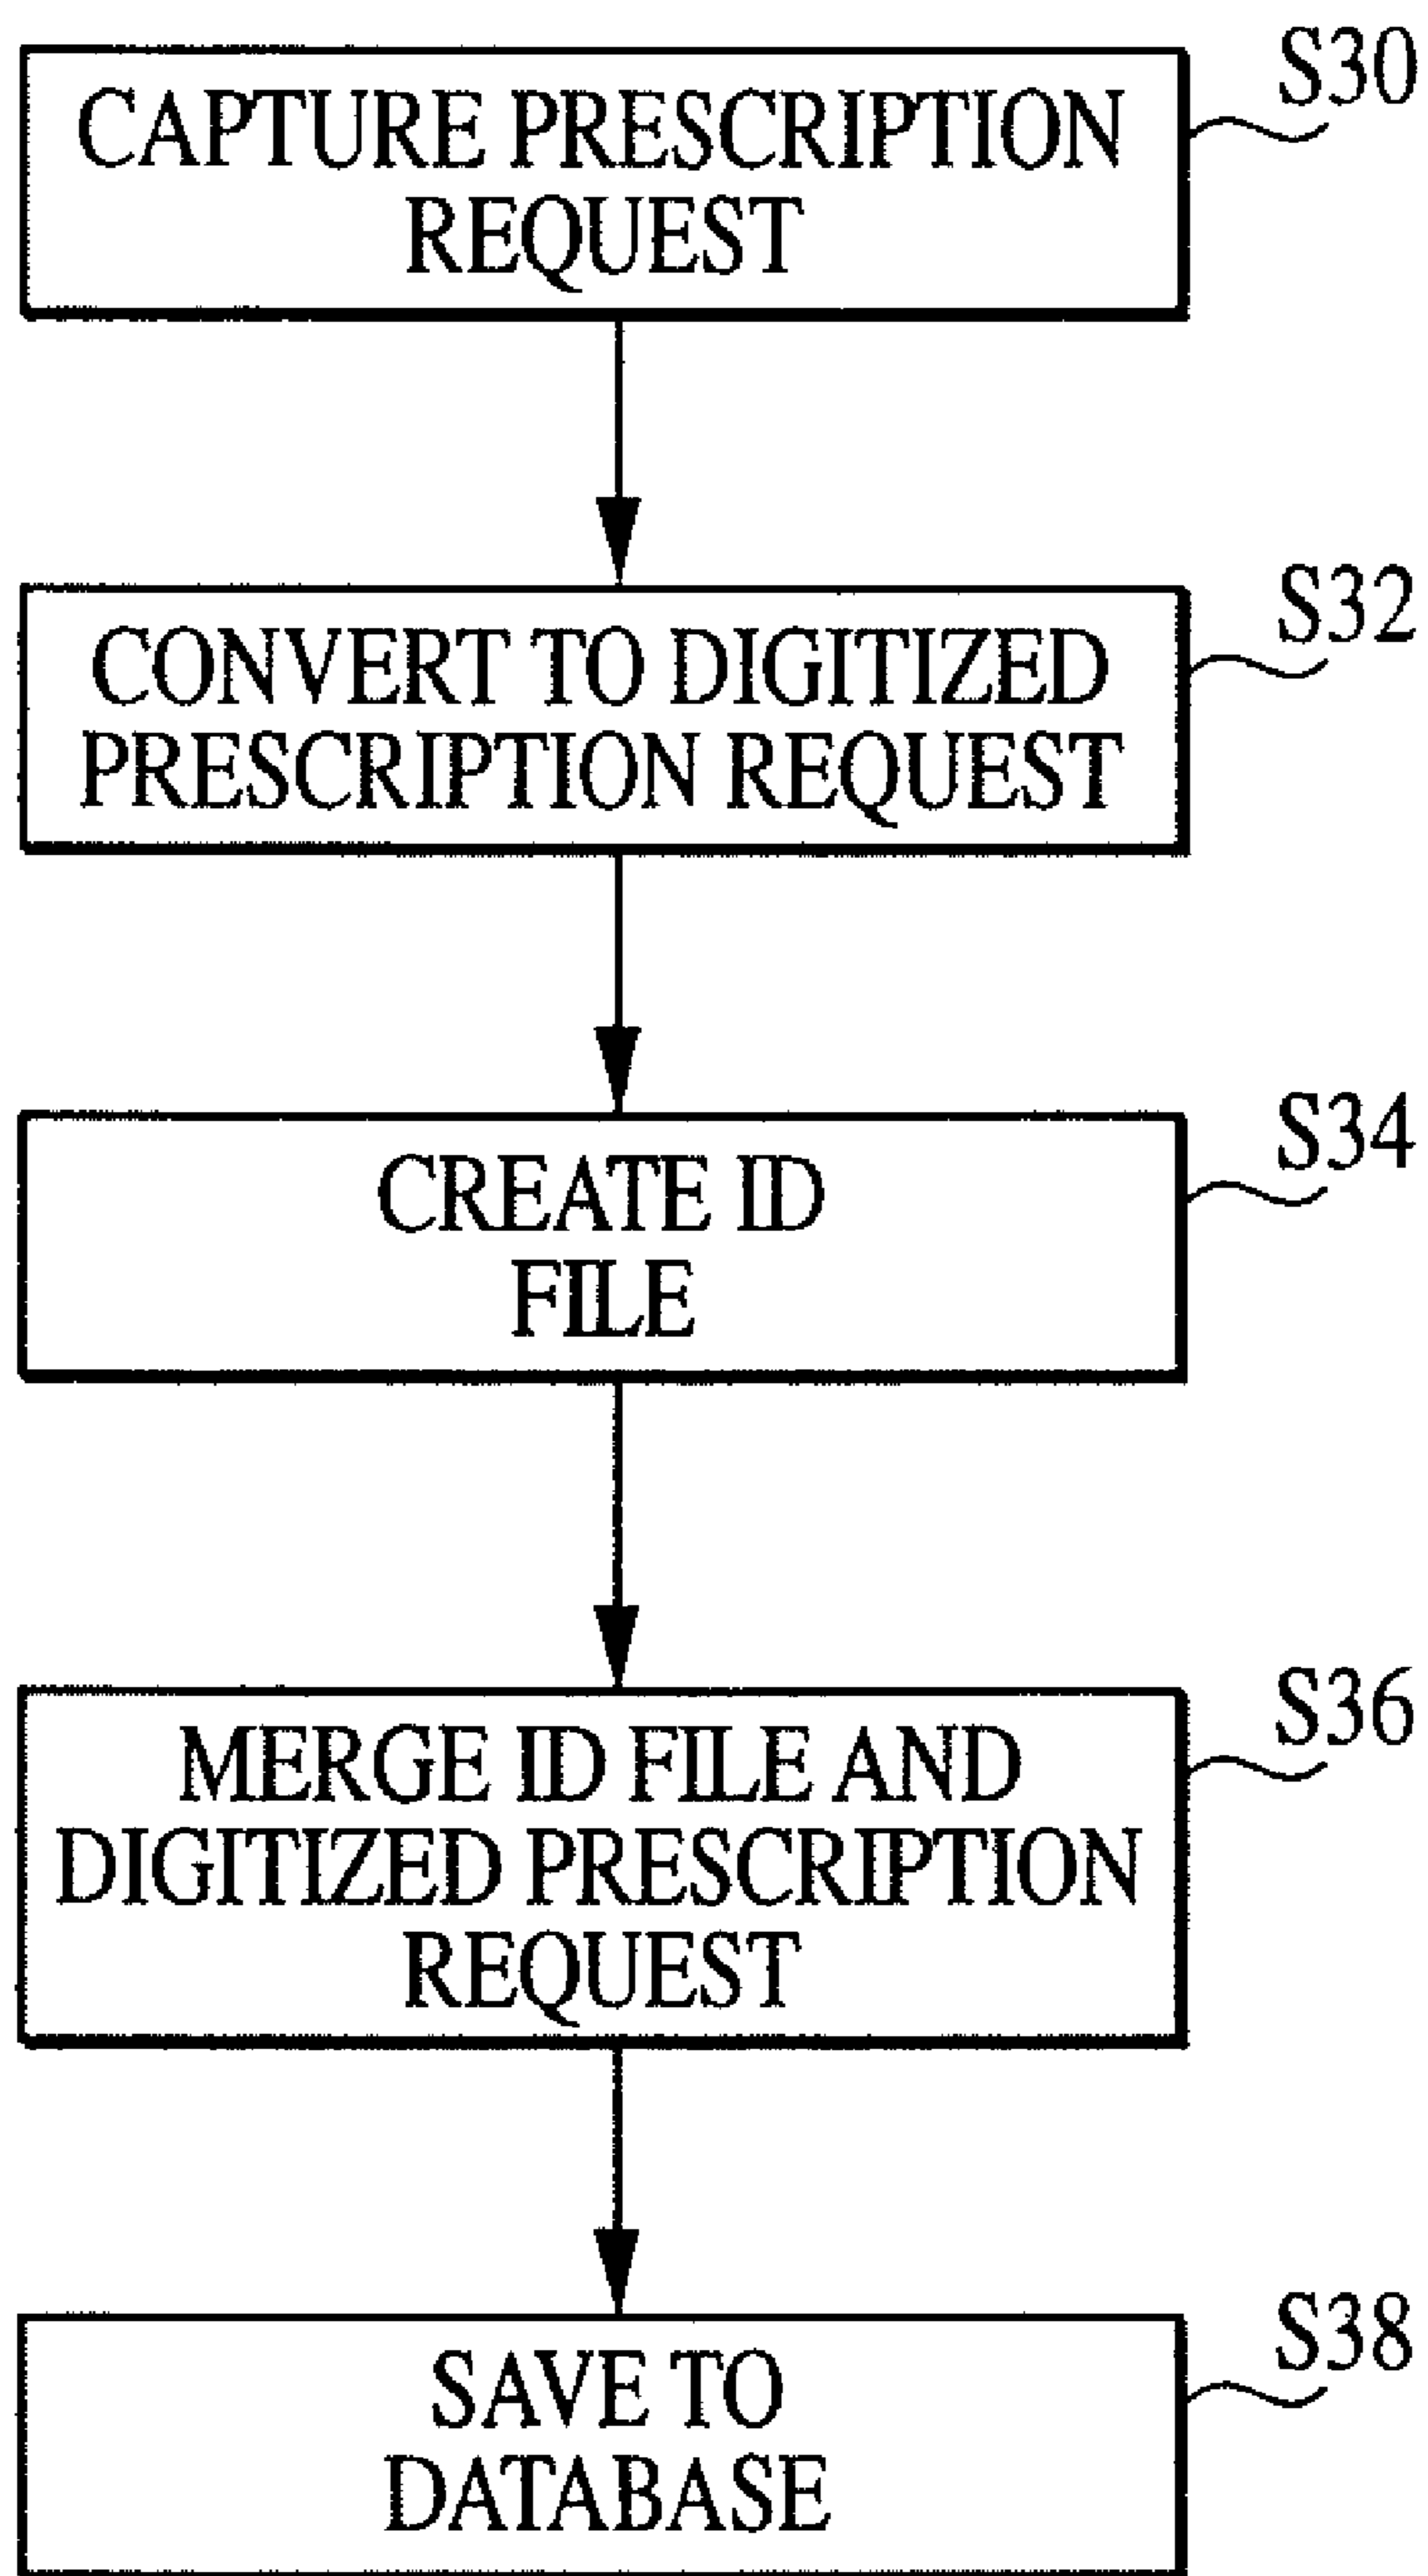 S30
CAPTURE PRESCRIPTION
REQUEST
S32
CONVERT TO DIGITIZED
PRESCRIPTION REQUEST
S34
CREATE ID
FILE
S36
MERGE ID FILE AND
DIGITIZED PRESCRIPTION
REQUEST
S38
SAVE TO
DATABASE